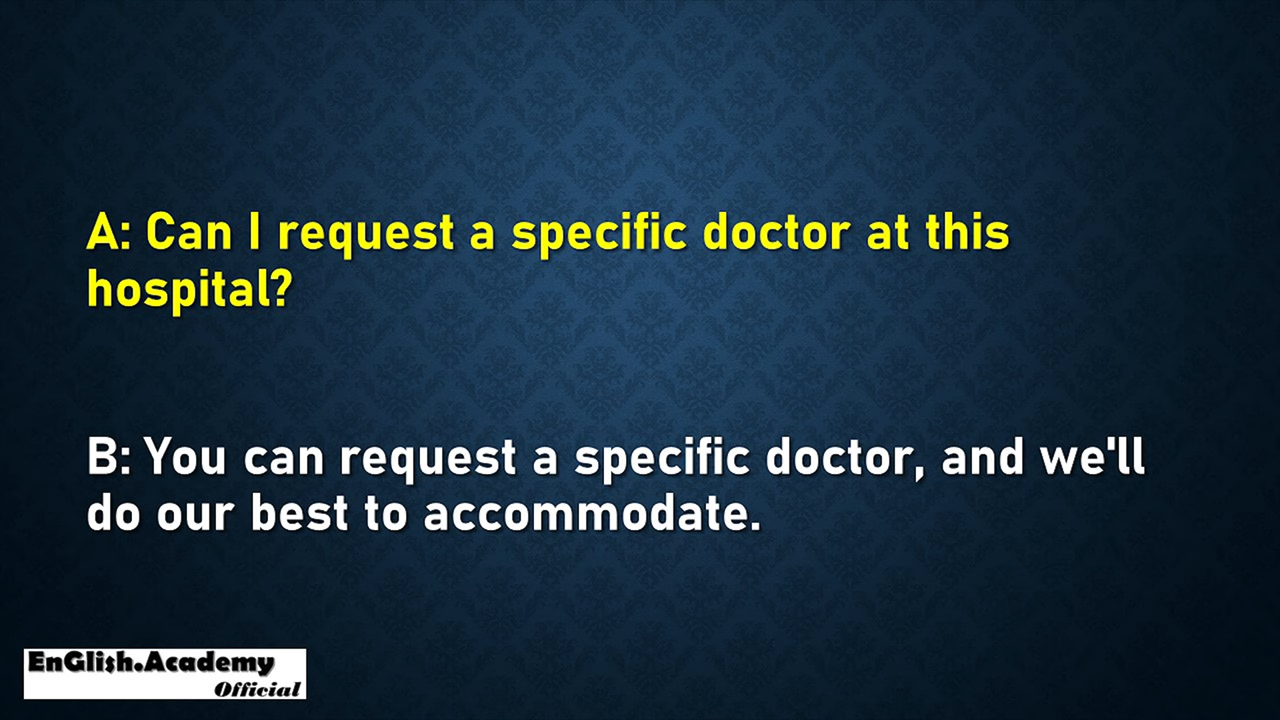 A: Can I request a specific doctor at this
hospital?
B: You can request a specific doctor, and we'll
do our best to accommodate.
EnGlish.Academy
Official